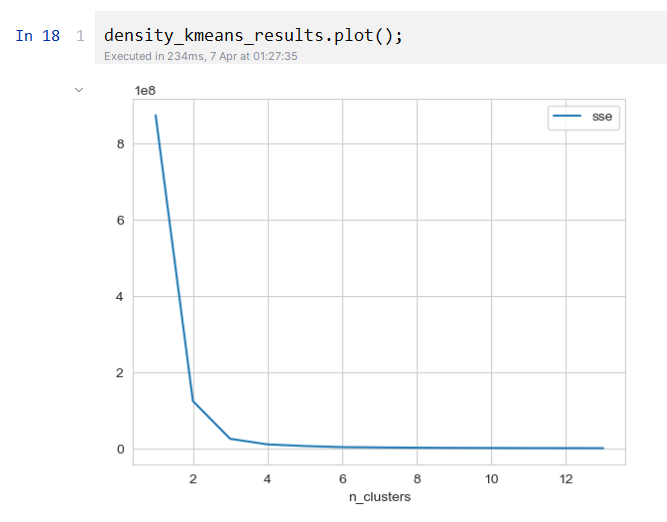 In 18 1 density_kmeans_results.plot();
Executed in 234ms, 7 Apr at 01:27:35
1e8
sse
8
6
4
2
0
2 4 6 8 10 12
n_clusters